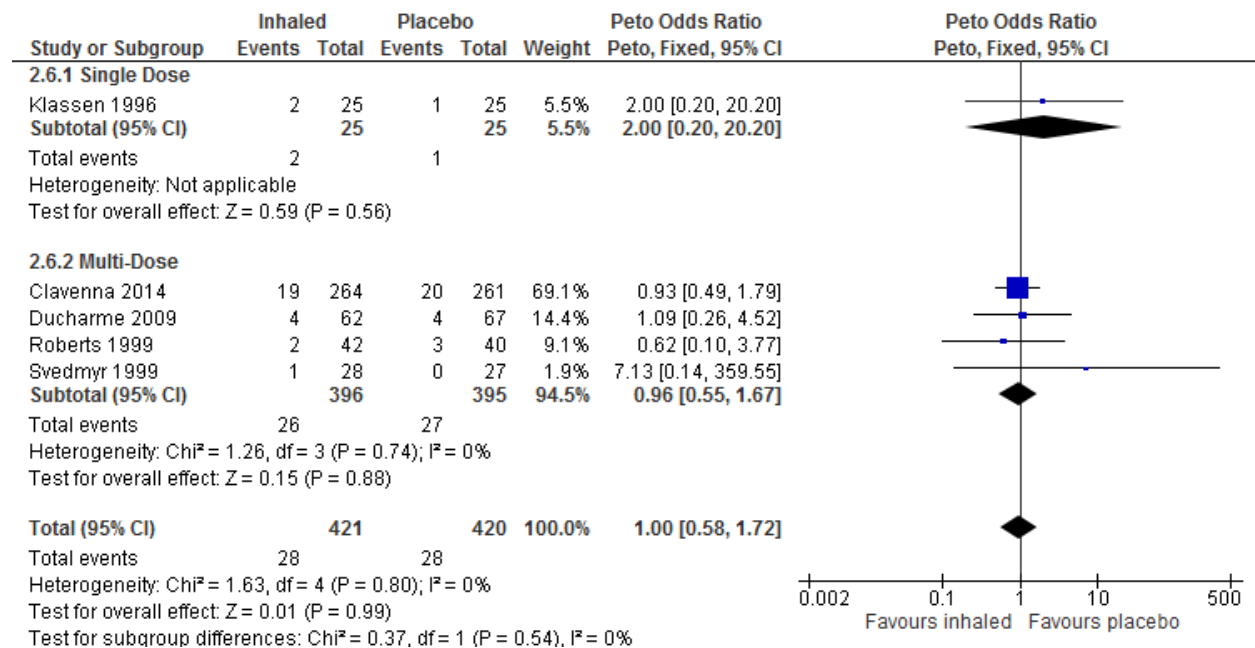 Inhaled Placebo Peto Odds Ratio Peto Odds Ratio
Study or Subgroup Events Total Events Total Weight Peto, Fixed, 95% CI Peto, Fixed, 95% CI
2.6.1 Single Dose
Klassen 1996 2 25 1 25 5.5% 2.00 [0.20, 20.20]
Subtotal (95% CI) 25 25 5.5% 2.00 [0.20, 20.20]
Total events 2 1
Heterogeneity: Not applicable
Test for overall effect: Z = 0.59 (P = 0.56)
2.6.2 Multi-Dose
Clavenna 2014 19 264 20 261 69.1% 0.93 [0.49, 1.79]
Ducharme 2009 4 62 4 67 14.4% 1.09 [0.26, 4.52]
Roberts 1999 2 42 3 40 9.1% 0.62 [0.10, 3.77]
Svedmyr 1999 1 28 0 27 1.9% 7.13 [0.14, 359.55]
Subtotal (95% CI) 396 395 94.5% 0.96 [0.55, 1.67]
Total events 26 27
Heterogeneity: Chi² = 1.26, df = 3 (P = 0.74); I² = 0%
Test for overall effect: Z = 0.15 (P = 0.88)
Total (95% CI) 421 420 100.0% 1.00 [0.58, 1.72]
Total events 28 28
Heterogeneity: Chi² = 1.63, df = 4 (P = 0.80); I² = 0%
Test for overall effect: Z = 0.01 (P = 0.99)
Test for subgroup differences: Chi² = 0.37, df = 1 (P = 0.54), I² = 0%
0.002 0.1 1 10 500
Favours inhaled Favours placebo